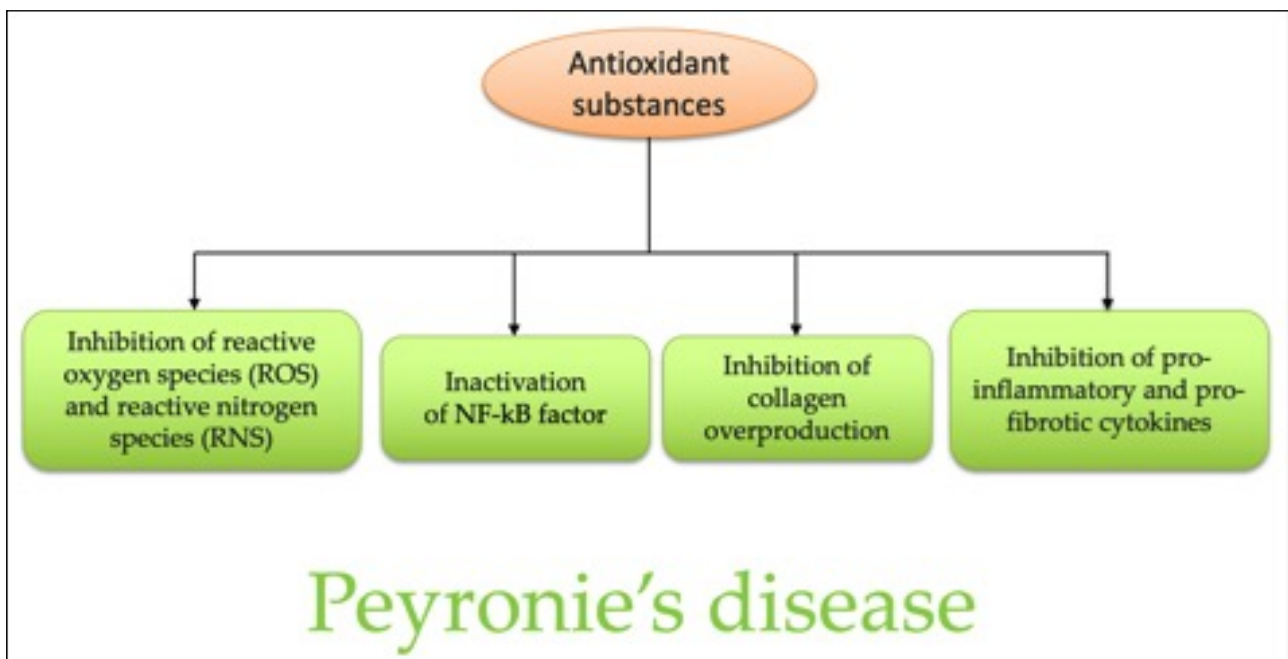 Antioxidant
substances
Inhibition of reactive
oxygen species (ROS)
and reactive nitrogen
species (RNS)
Inactivation
of NF-kB factor
Inhibition of
collagen
overproduction
Inhibition of pro-
inflammatory and pro-
fibrotic cytokines
Peyronie’s disease